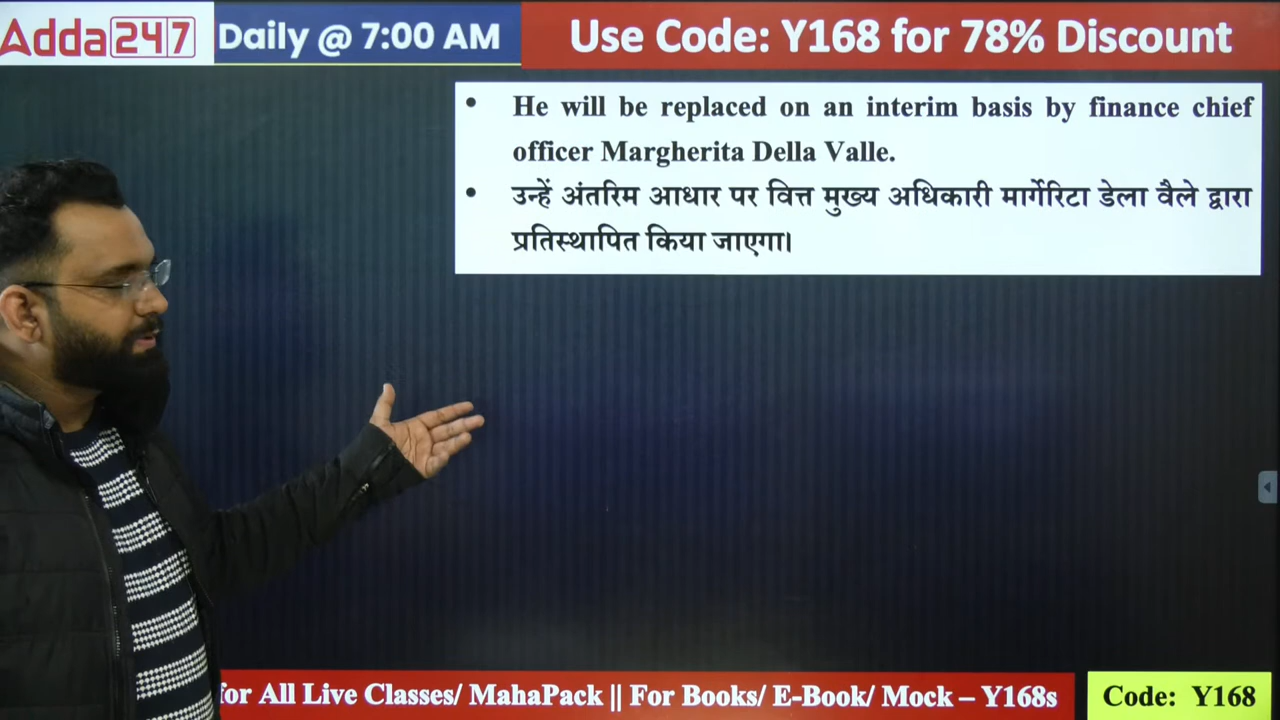 Adda247 Daily @ 7:00 AM Use Code: Y168 for 78% Discount
• He will be replaced on an interim basis by finance chief
officer Margherita Della Valle.
• उन्हें अंतरिम आधार पर वित्त मुख्य अधिकारी मार्गेरिटा डेला वैले द्वारा
प्रतिस्थापित किया जाएगा।
for All Live Classes/ MahaPack || For Books/ E-Book/ Mock – Y168s Code: Y168